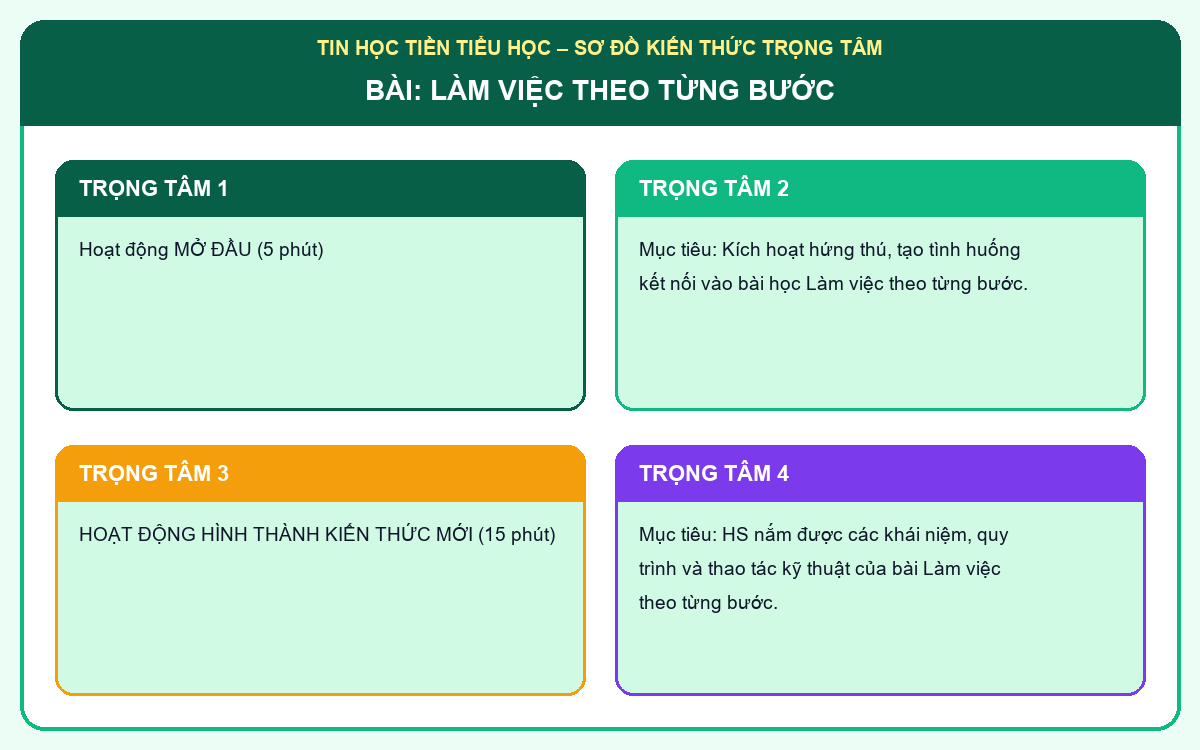 TIN HỌC TIỀN TIỂU HỌC – SƠ ĐỒ KIẾN THỨC TRỌNG TÂM
BÀI: LÀM VIỆC THEO TỪNG BƯỚC
TRỌNG TÂM 1
Hoạt động MỞ ĐẦU (5 phút)
TRỌNG TÂM 2
Mục tiêu: Kích hoạt hứng thú, tạo tình huống
kết nối vào bài học Làm việc theo từng bước.
TRỌNG TÂM 3
HOẠT ĐỘNG HÌNH THÀNH KIẾN THỨC MỚI (15 phút)
TRỌNG TÂM 4
Mục tiêu: HS nắm được các khái niệm, quy
trình và thao tác kỹ thuật của bài Làm việc
theo từng bước.